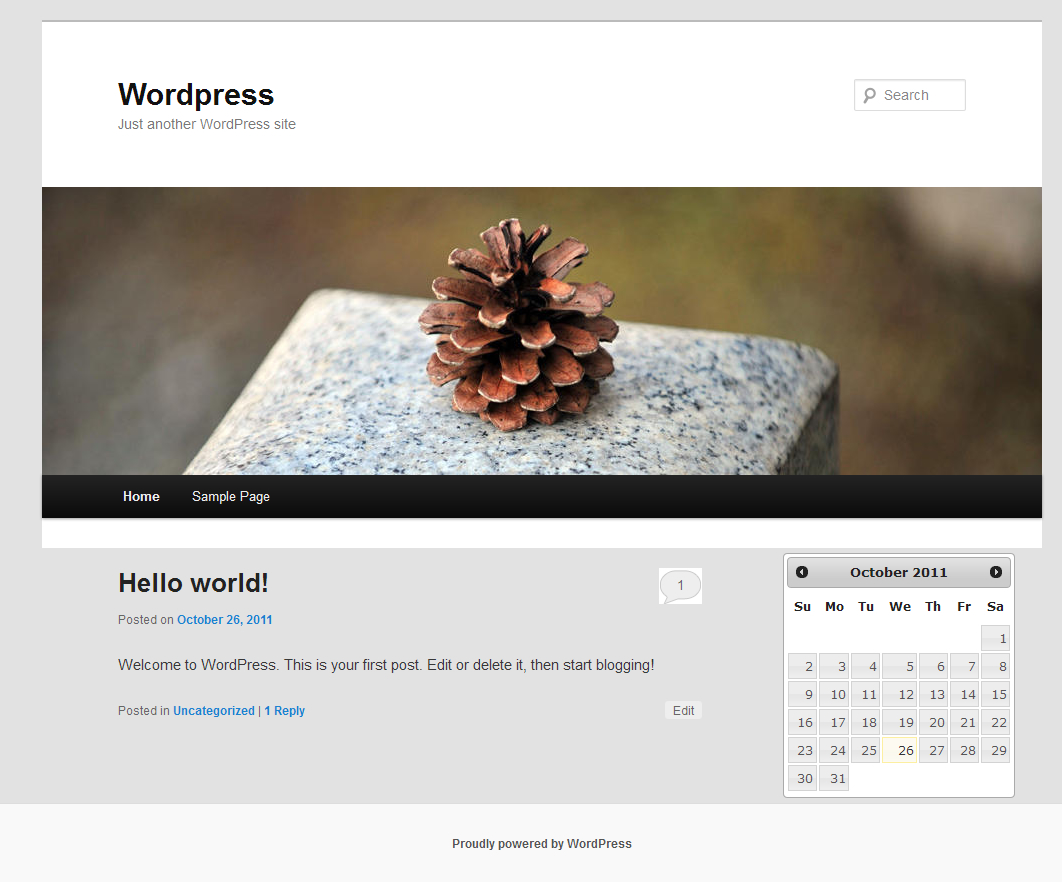 Wordpress
Just another WordPress site
Search
Home Sample Page
Hello world!
1
Posted on October 26, 2011
Welcome to WordPress. This is your first post. Edit or delete it, then start blogging!
Posted in Uncategorized | 1 Reply
Edit
October 2011
Su Mo Tu We Th Fr Sa
1
2 3 4 5 6 7 8
9 10 11 12 13 14 15
16 17 18 19 20 21 22
23 24 25 26 27 28 29
30 31
Proudly powered by WordPress